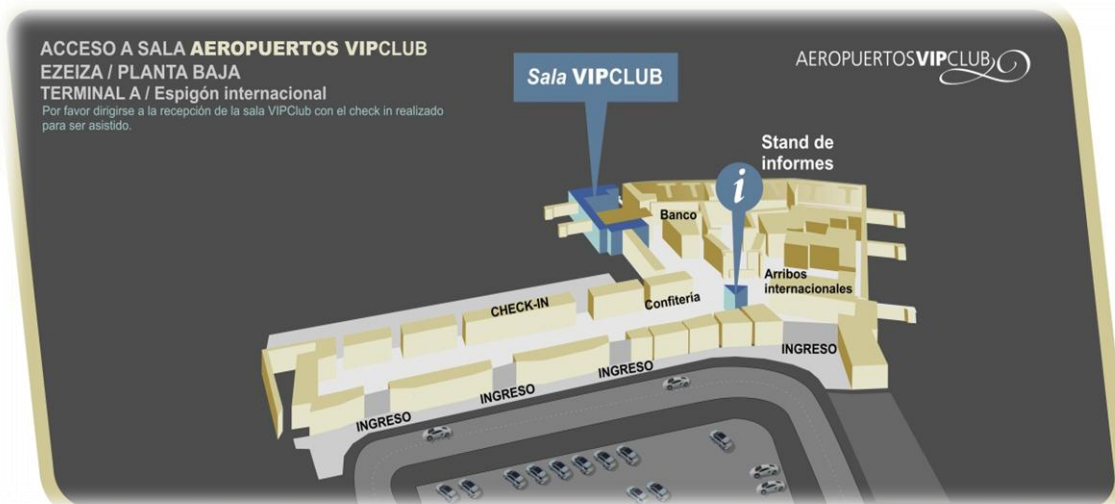 ACCESO A SALA AEROPUERTOS VIPCLUB
EZEIZA / PLANTA BAJA
TERMINAL A / Espigón internacional
Por favor dirigirse a la recepción de la sala VIPClub con el check in realizado
para ser asistido.
AEROPUERTOSVIPCLUB
Sala VIPCLUB
Stand de
informes
i
Banco
Arribos
internacionales
CHECK-IN
Confitería
INGRESO
INGRESO
INGRESO
INGRESO